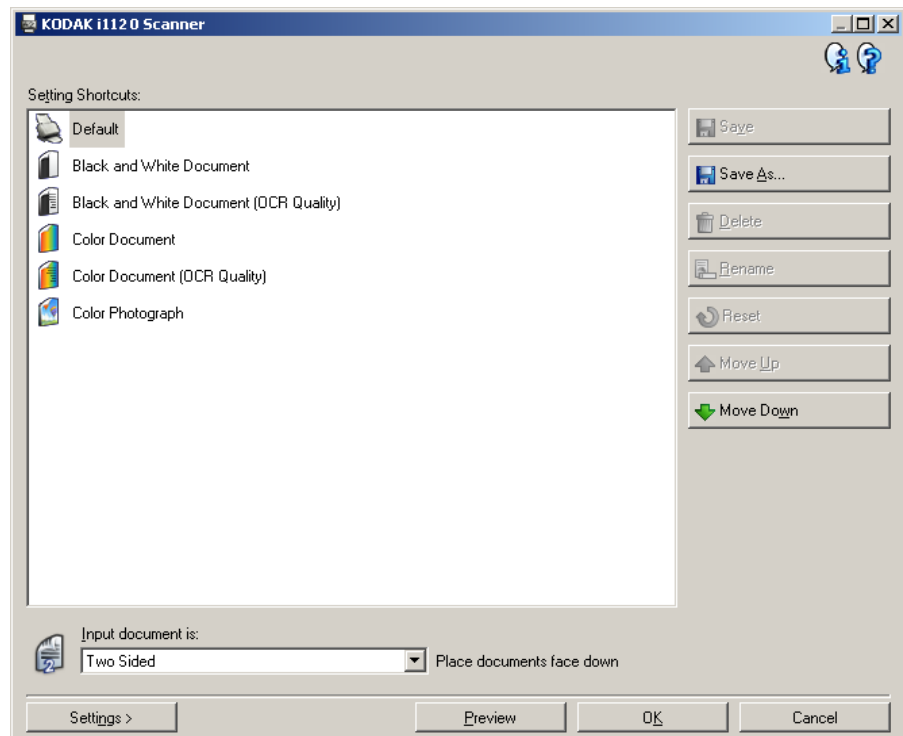 KODAK i1120 Scanner
Setting Shortcuts:
Default
Black and White Document
Black and White Document (OCR Quality)
Color Document
Color Document (OCR Quality)
Color Photograph
Save
Save As...
Delete
Rename
Reset
Move Up
Move Down
Input document is:
2
Two Sided
Place documents face down
Settings >
Preview
OK
Cancel